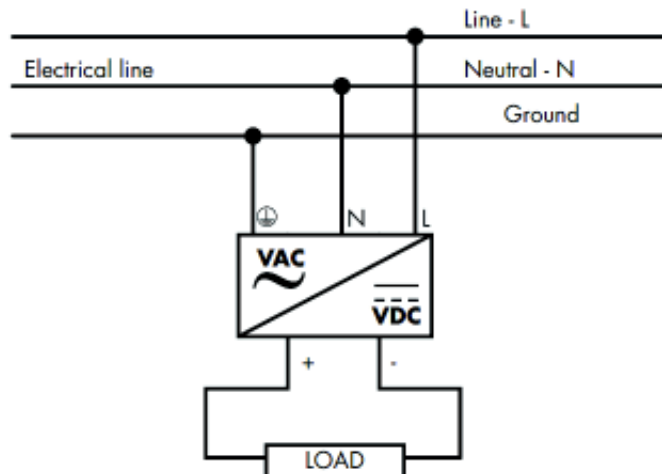 Line - L
Electrical line
Neutral - N
Ground
N
L
VAC
VDC
+
-
LOAD